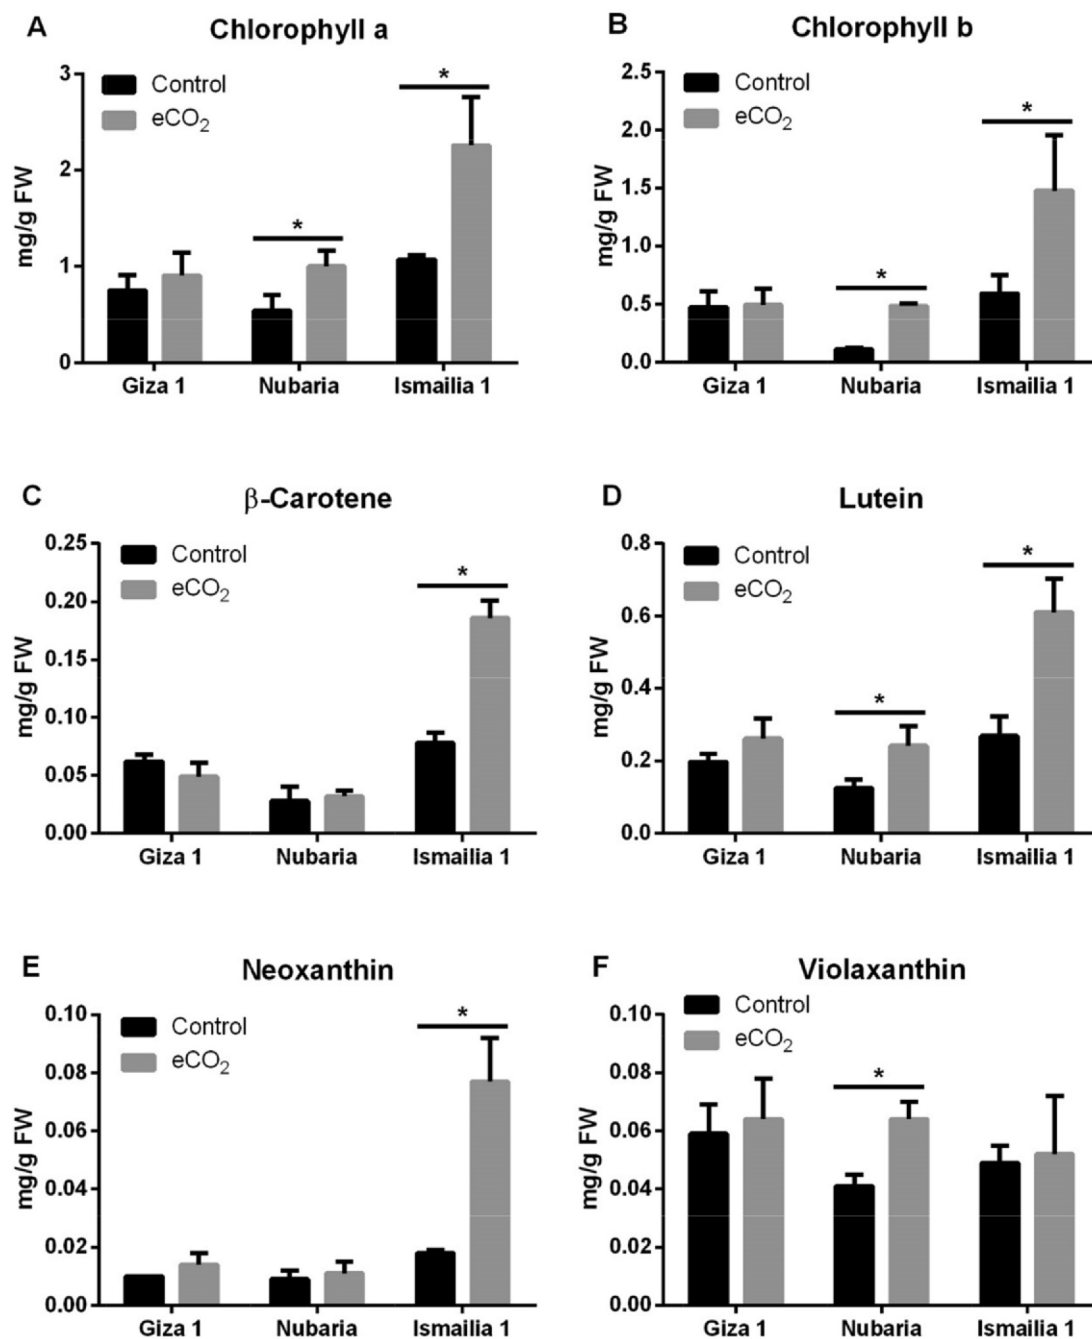 A Chlorophyll a
3
2
1
0
mg/g FW
Control
eCO₂
*
*
Giza 1 Nubaria Ismailia 1
B Chlorophyll b
2.5
2.0
1.5
1.0
0.5
0.0
mg/g FW
Control
eCO₂
*
*
Giza 1 Nubaria Ismailia 1
C β-Carotene
0.25
0.20
0.15
0.10
0.05
0.00
mg/g FW
Control
eCO₂
*
Giza 1 Nubaria Ismailia 1
D Lutein
0.8
0.6
0.4
0.2
0.0
mg/g FW
Control
eCO₂
*
*
Giza 1 Nubaria Ismailia 1
E Neoxanthin
0.10
0.08
0.06
0.04
0.02
0.00
mg/g FW
Control
eCO₂
*
Giza 1 Nubaria Ismailia 1
F Violaxanthin
0.10
0.08
0.06
0.04
0.02
0.00
mg/g FW
Control
eCO₂
*
Giza 1 Nubaria Ismailia 1